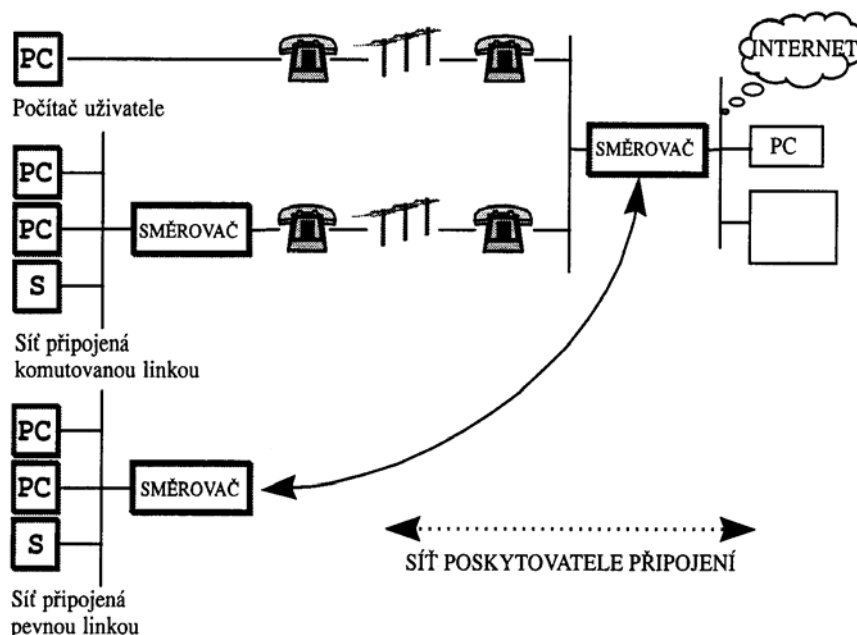 PC
Počítač uživatele
INTERNET
SMĚROVAČ
PC
PC
PC
S
SMĚROVAČ
Síť připojená
komutovanou linkou
PC
PC
S
SMĚROVAČ
SÍŤ POSKYTOVATELE PŘIPOJENÍ
Síť připojená
pevnou linkou